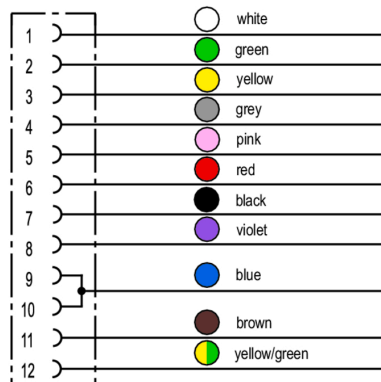 1 white
2 green
3 yellow
4 grey
5 pink
6 red
7 black
8 violet
9
blue
10
11 brown
12 yellow/green